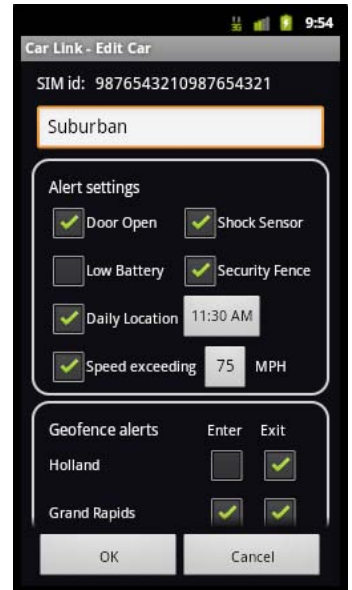 3G 9:54
Car Link - Edit Car
SIM id: 9876543210987654321
Suburban
Alert settings
Door Open Shock Sensor
Low Battery Security Fence
Daily Location 11:30 AM
Speed exceeding 75 MPH
Geofence alerts Enter Exit
Holland
Grand Rapids
OK Cancel